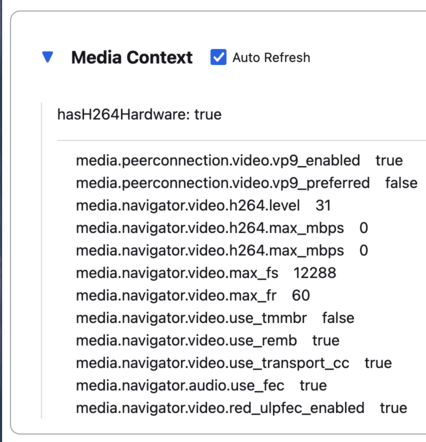 Media Context Auto Refresh
hasH264Hardware: true
media.peerconnection.video.vp9_enabled true
media.peerconnection.video.vp9_preferred false
media.navigator.video.h264.level 31
media.navigator.video.h264.max_mbps 0
media.navigator.video.h264.max_mbps 0
media.navigator.video.max_fs 12288
media.navigator.video.max_fr 60
media.navigator.video.use_tmmbr false
media.navigator.video.use_remb true
media.navigator.video.use_transport_cc true
media.navigator.audio.use_fec true
media.navigator.video.red_ulpfec_enabled true